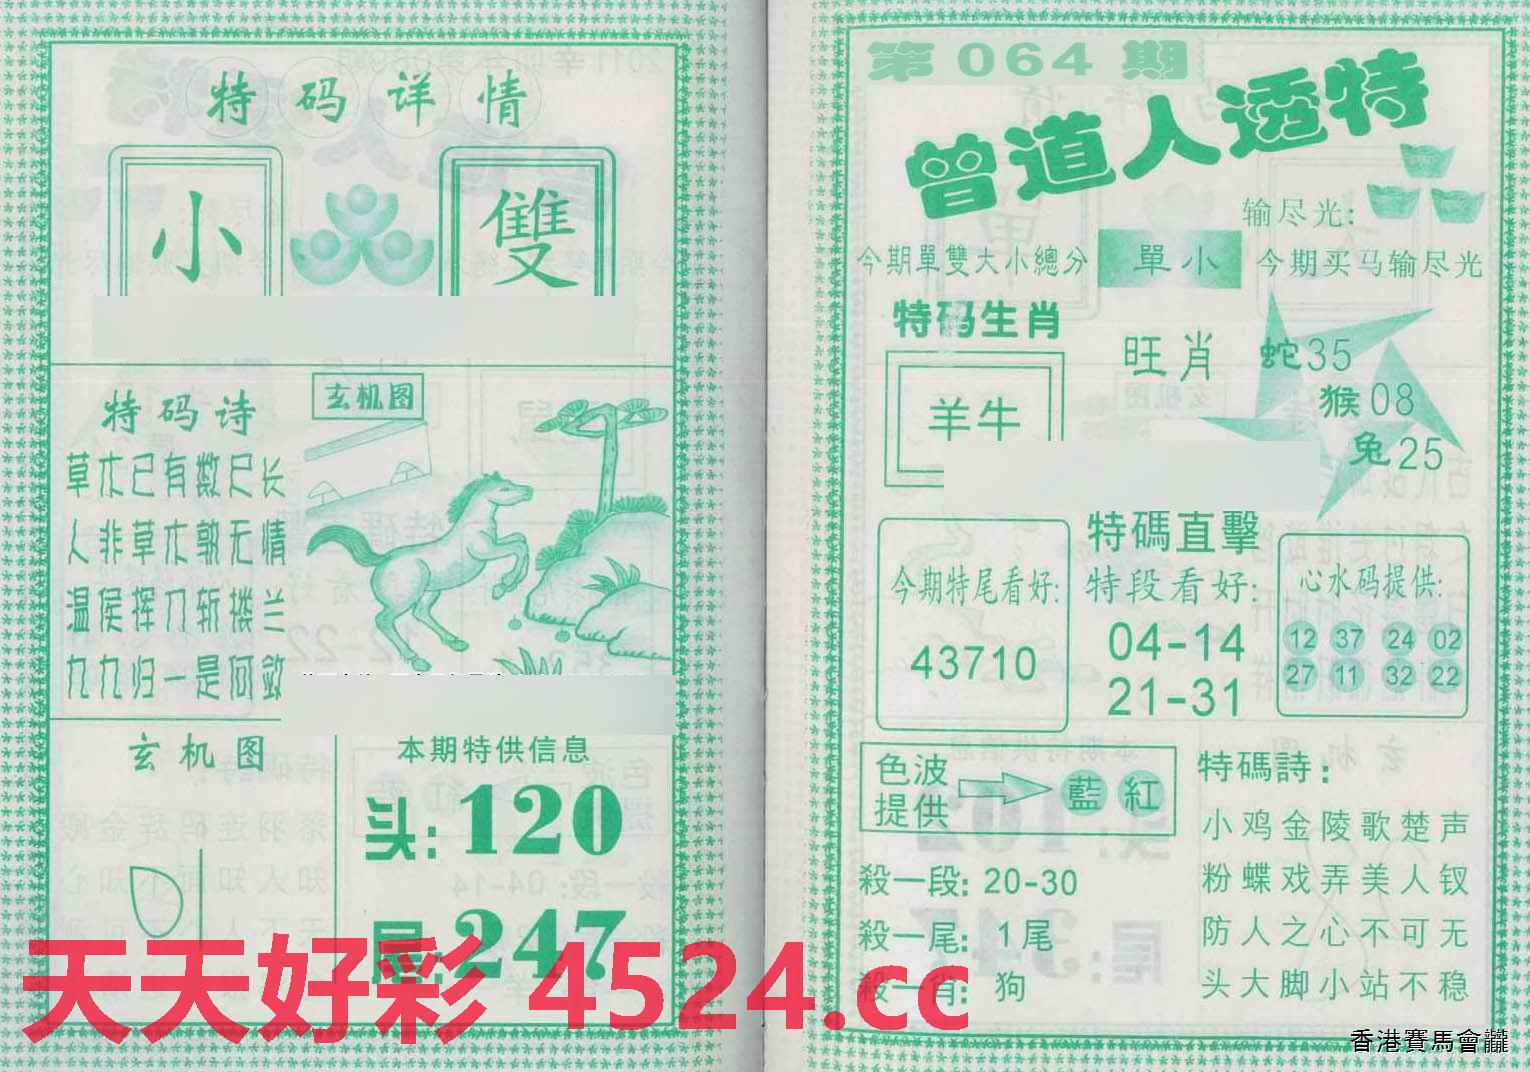 特码详情
小
雙
特码诗
草木已有数尺长
人非草木孰无情
温侯挥刀斩楼兰
九九归一是何数
玄机图
玄机图
本期特供信息
头:120
尾:247
第064期
曾道人透特
输尽光:
今期單雙大小總分
單小
今期买马输尽光
特码生肖
羊牛
旺肖
蛇35
猴08
兔25
今期特尾看好:
43710
特碼直擊
特段看好:
04-14
21-31
心水码提供:
12 37 24 02
27 11 32 22
色波
提供
藍 紅
殺一段: 20-30
殺一尾: 1尾
殺一肖: 狗
特碼詩:
小鸡金陵歌楚声
粉蝶戏弄美人钗
防人之心不可无
头大脚小站不稳
天天好彩 4524.cc